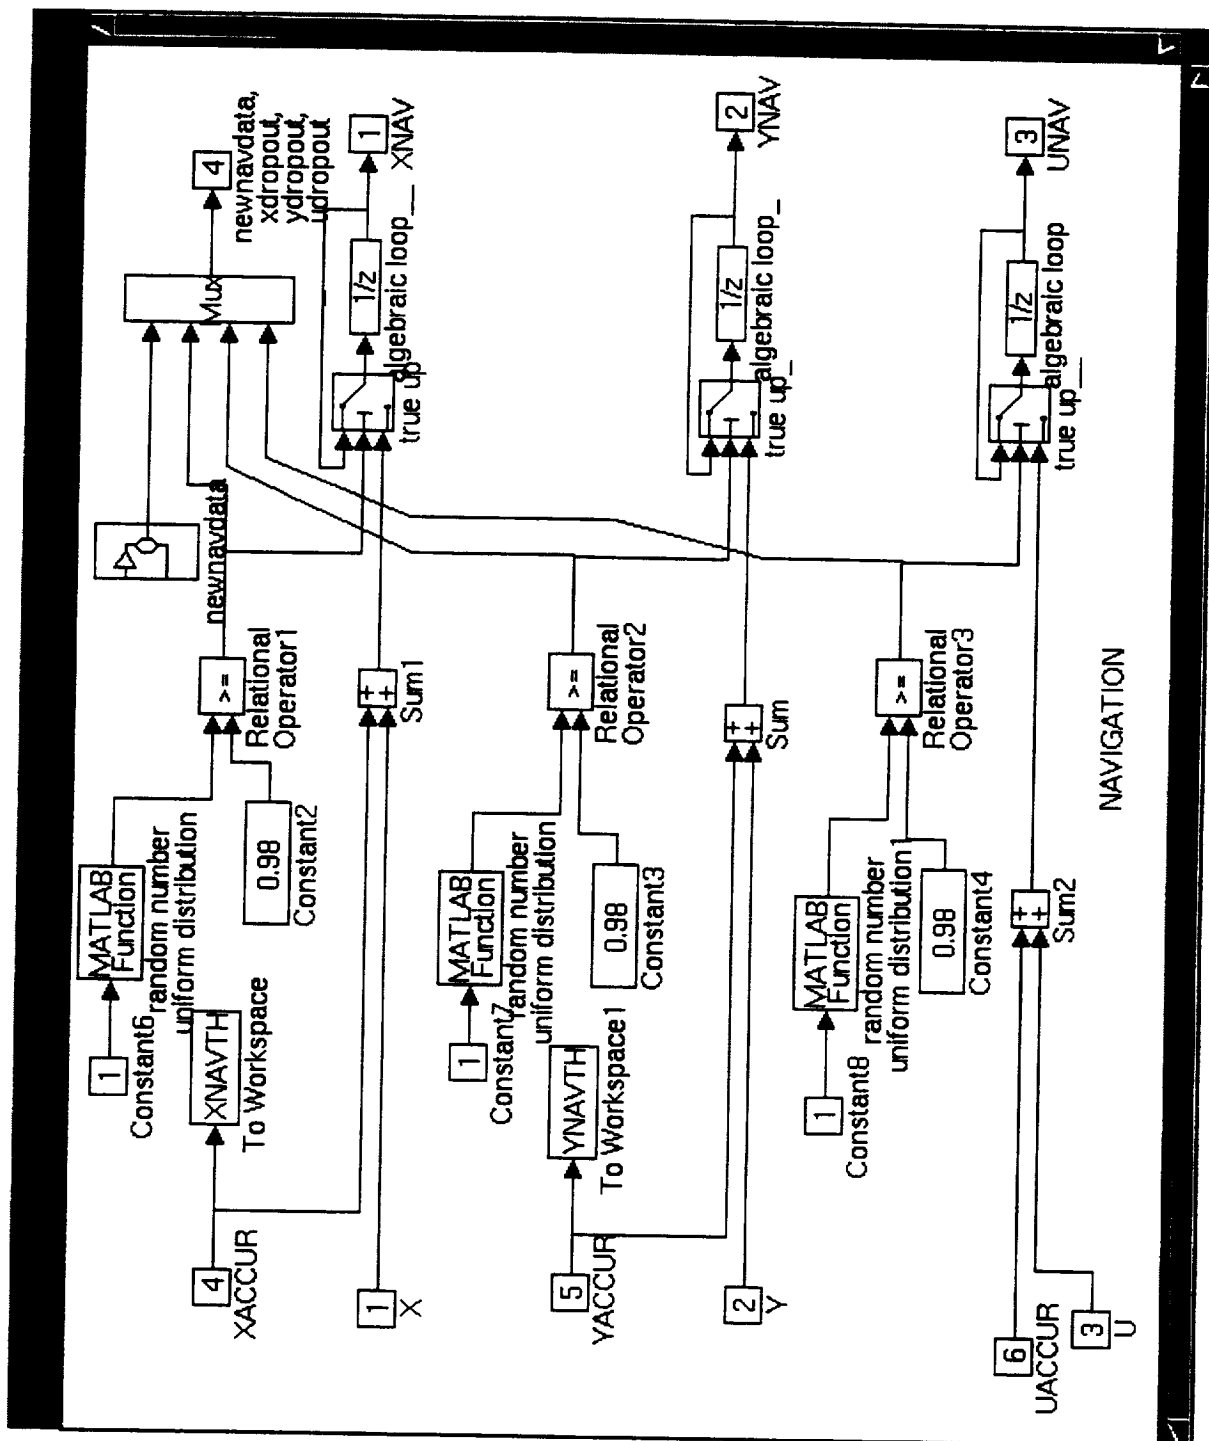 4
newnavdata,
xdropout,
ydropout,
udropout
Mux
newnavdata
1
Constant6
MATLAB
Function
random number
uniform distribution
0.98
Constant2
>=
Relational
Operator1
4
XACCUR
XNAVTH
To Workspace
1
X
+
+
Sum1
true up
1/z
algebraic loop__
1
XNAV
1
Constant7
MATLAB
Function
random number
uniform distribution
0.98
Constant3
>=
Relational
Operator2
5
YACCUR
YNAVTH
To Workspace1
2
Y
+
+
Sum
true up_
1/z
algebraic loop_
2
YNAV
1
Constant8
MATLAB
Function
random number
uniform distribution1
0.98
Constant4
>=
Relational
Operator3
6
UACCUR
3
U
+
+
Sum2
true up__
1/z
algebraic loop
3
UNAV
NAVIGATION